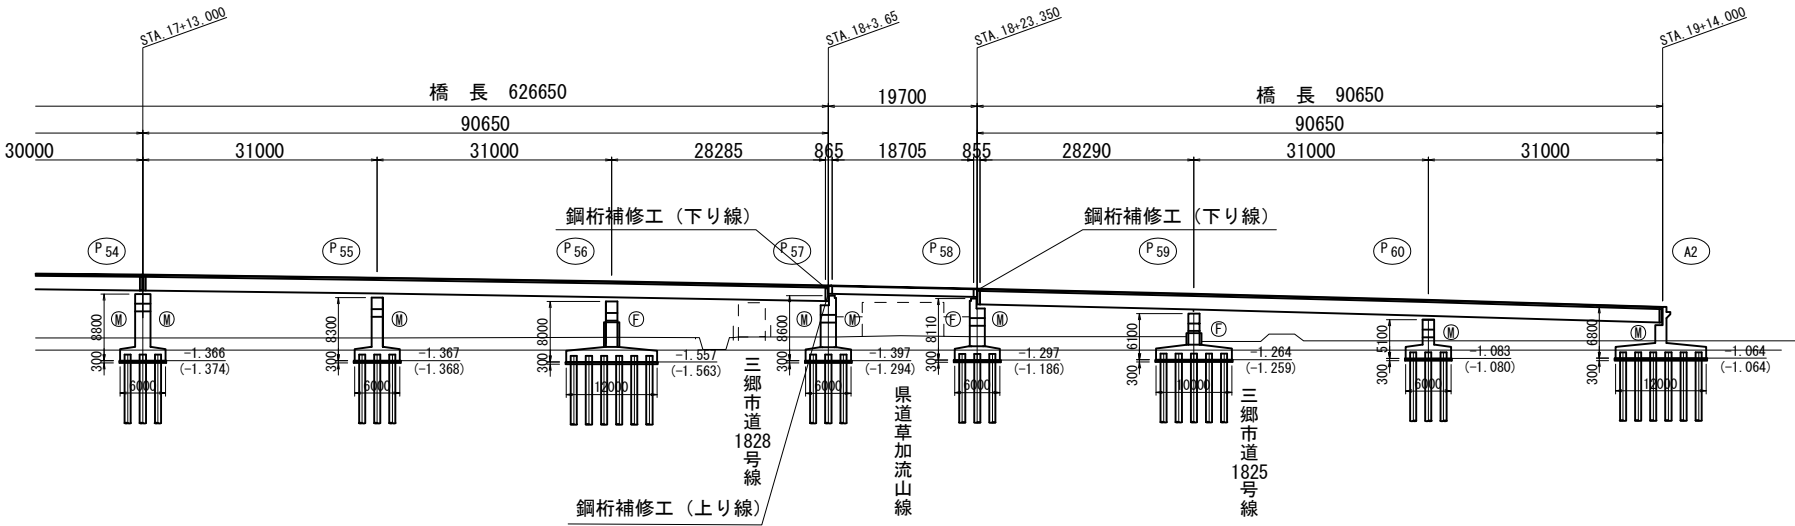 STA.17+13.000
STA.18+3.65
STA.18+23.350
STA.19+14.000
橋　長　626650
19700
橋　長　90650
90650
90650
30000
31000
31000
28285
865
18705
855
28290
31000
31000
鋼桁補修工（下り線）
鋼桁補修工（下り線）
P54
P55
P56
P57
P58
P59
P60
A2
8800
M
M
8300
M
8000
F
8600
M
M
8110
F
M
6100
F
5100
M
6800
M
300
-1.366
(-1.374)
6000
300
-1.367
(-1.368)
6000
300
-1.557
(-1.563)
12000
300
-1.397
(-1.294)
6000
300
-1.297
(-1.186)
6000
300
-1.264
(-1.259)
10000
300
-1.083
(-1.080)
6000
300
-1.064
(-1.064)
12000
三郷市道1828号線
県道草加流山線
三郷市道1825号線
鋼桁補修工（上り線）